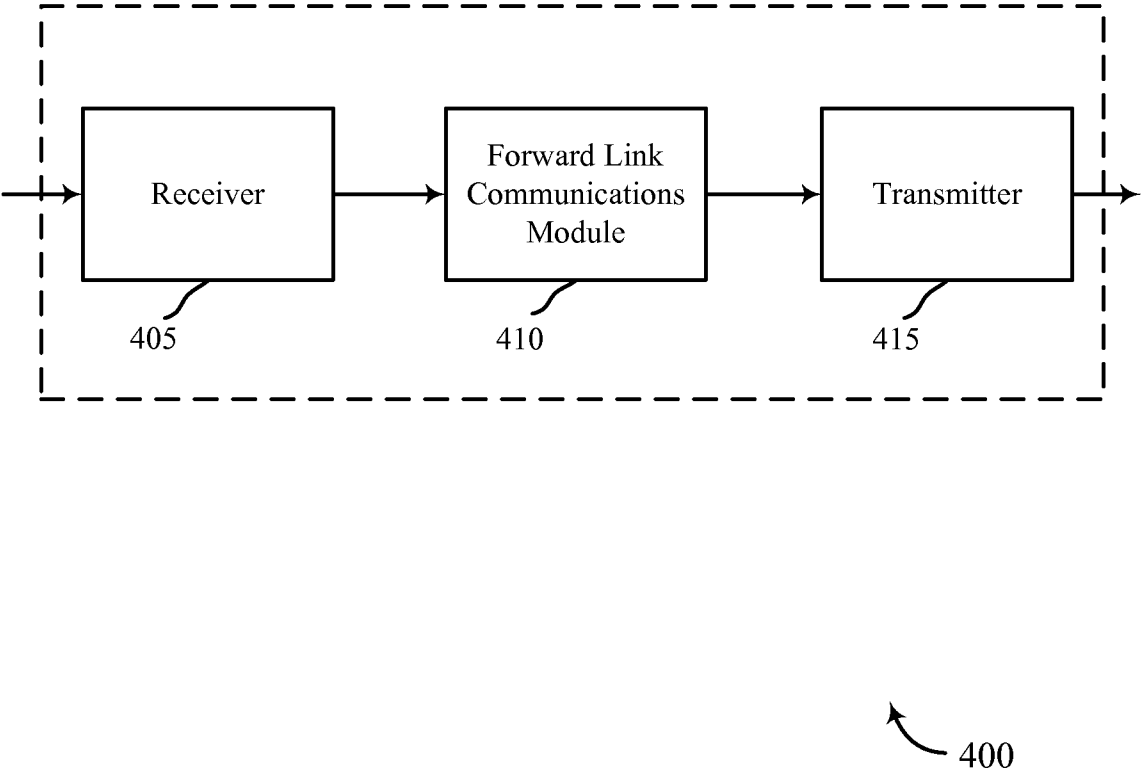 Receiver
Forward Link
Communications
Module
Transmitter
405
410
415
400